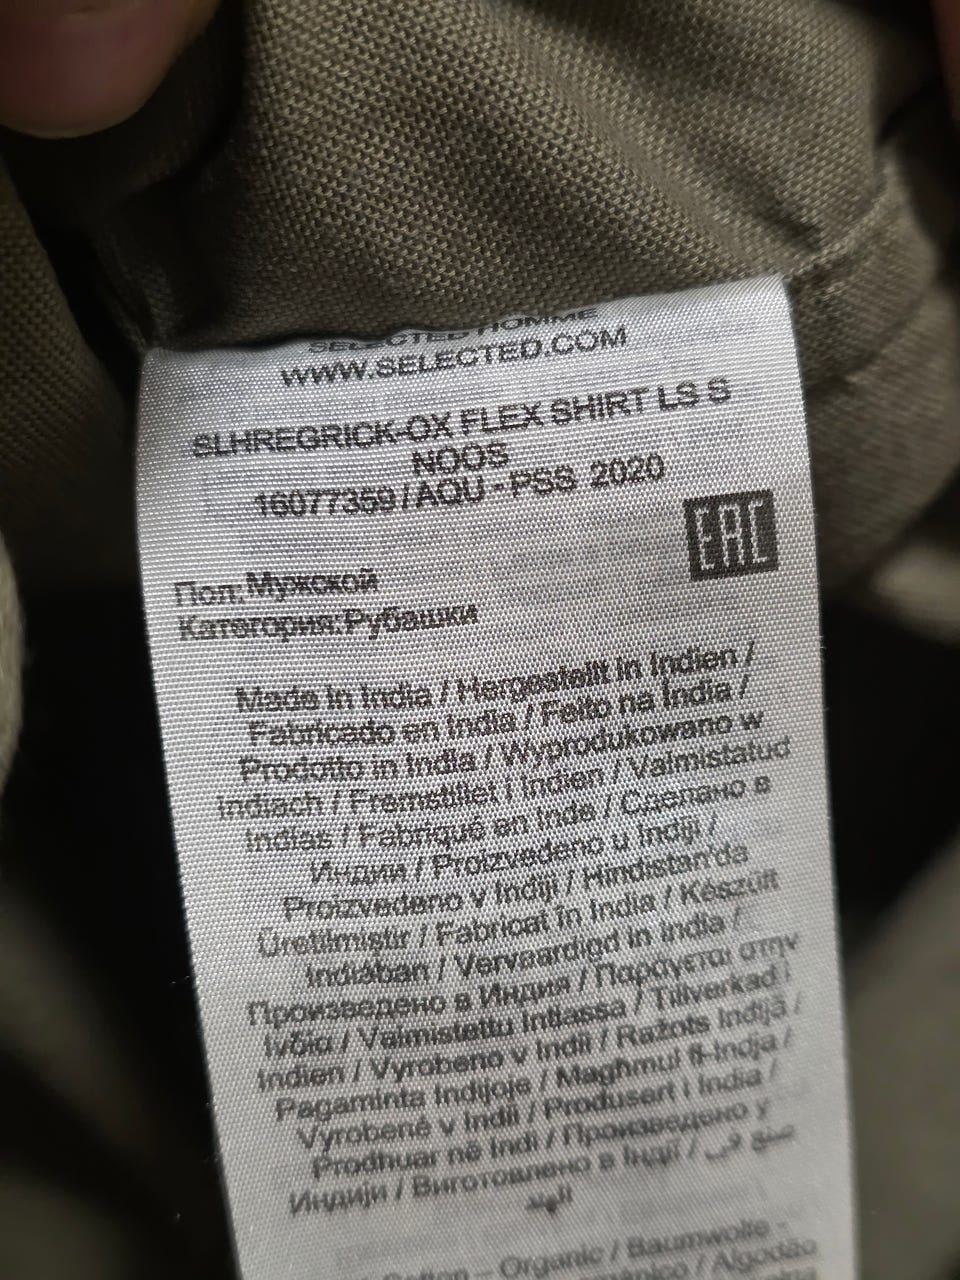 SELECTED HOMME
WWW.SELECTED.COM
SLHREGRICK-OX FLEX SHIRT LS S
NOOS
16077359 / AQU - PSS 2020
EAC
Пол:Мужской
Категория:Рубашки
Made in India / Hergestellt in Indien /
Fabricado en India / Feito na Índia /
Prodotto in India / Wyprodukowano w
Indiach / Fremstillet i Indien / Valmistatud
Indias / Fabriqué en Inde / Сделано в
Индии / Proizvedeno u Indiji /
Proizvedeno v Indiji / Hindistan'da
Üretilmiştir / Fabricat în India / Készült
Indiában / Vervaardigd in India /
Произведено в Индия / Παράγεται στην
Ινδία / Valmistettu Intiassa / Tillverkad i
Indien / Vyrobeno v Indii / Ražots Indijā /
Pagaminta Indijoje / Maghmul fl-Indja /
Vyrobené v Indii / Produsert i India /
Prodhuar në Indi / Произведено у
Индији / Виготовлено в Індії / صنع في
الهند
Cotton - Organic / Baumwolle -
Algodão